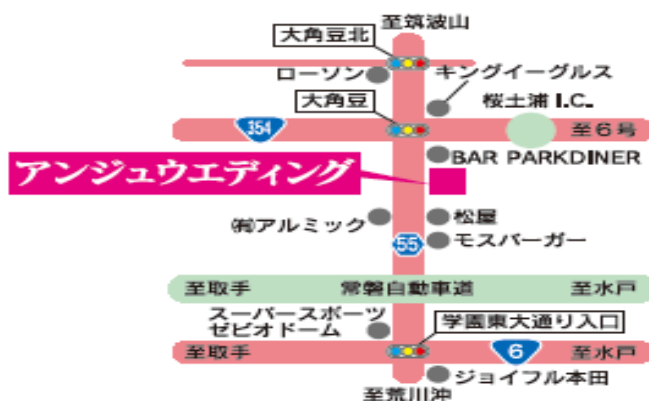 至筑波山
大角豆北
ローソン
キングイーグルス
大角豆
桜土浦 I.C.
354
至6号
BAR PARKDINER
アンジュウエディング
㈲アルミック
松屋
55
モスバーガー
至取手
常磐自動車道
至水戸
スーパースポーツ
ゼビオドーム
学園東大通り入口
至取手
6
至水戸
ジョイフル本田
至荒川沖